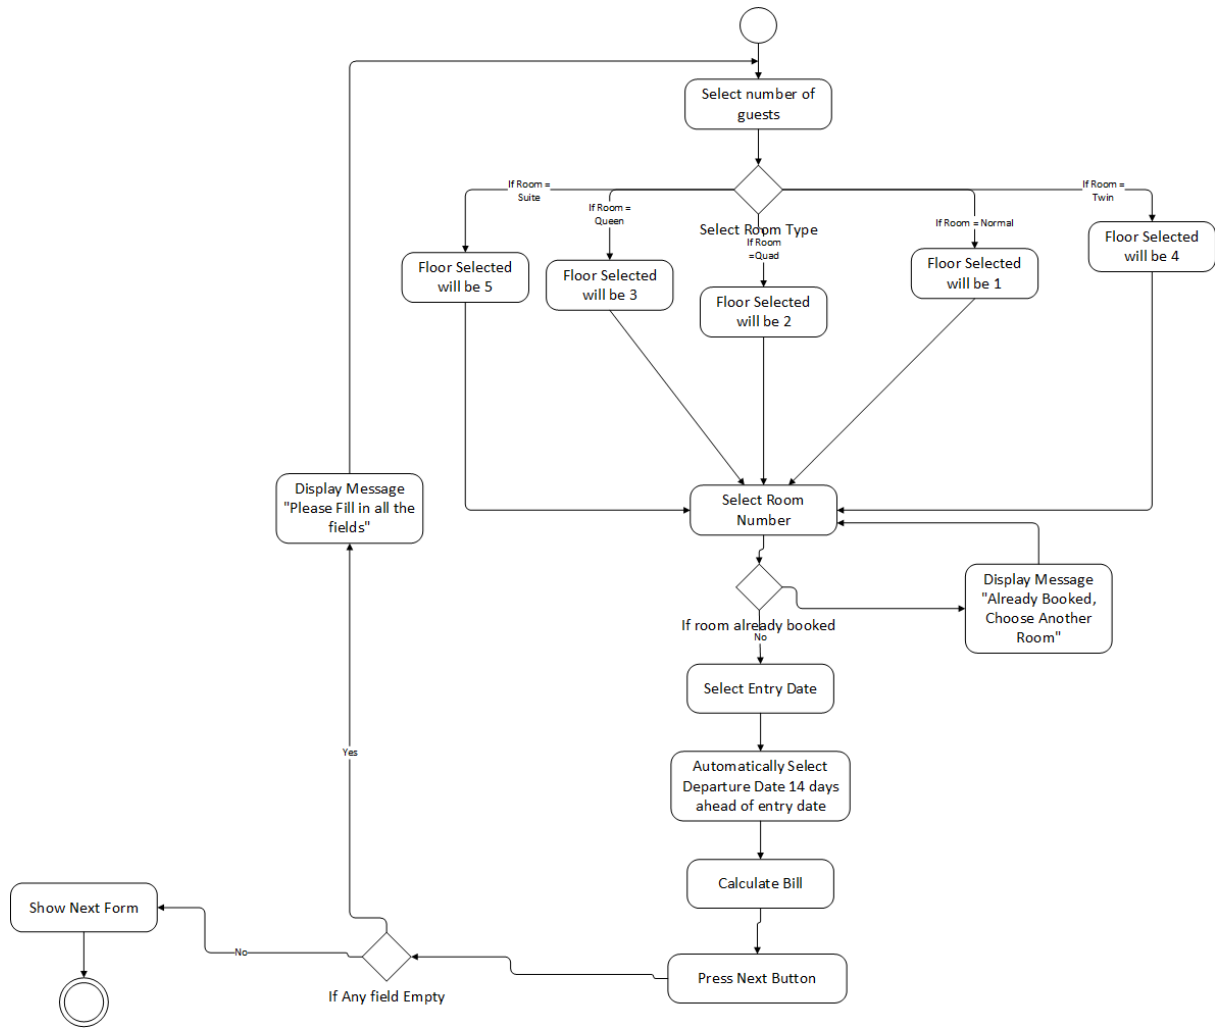 Select number of
guests
If Room =
Suite
If Room =
Queen
Select Room Type
If Room
=Quad
If Room = Normal
If Room =
Twin
Floor Selected
will be 5
Floor Selected
will be 3
Floor Selected
will be 2
Floor Selected
will be 1
Floor Selected
will be 4
Display Message
"Please Fill in all the
fields"
Select Room
Number
If room already booked
No
Display Message
"Already Booked,
Choose Another
Room"
Select Entry Date
Yes
Automatically Select
Departure Date 14 days
ahead of entry date
Calculate Bill
Show Next Form
No
If Any field Empty
Press Next Button